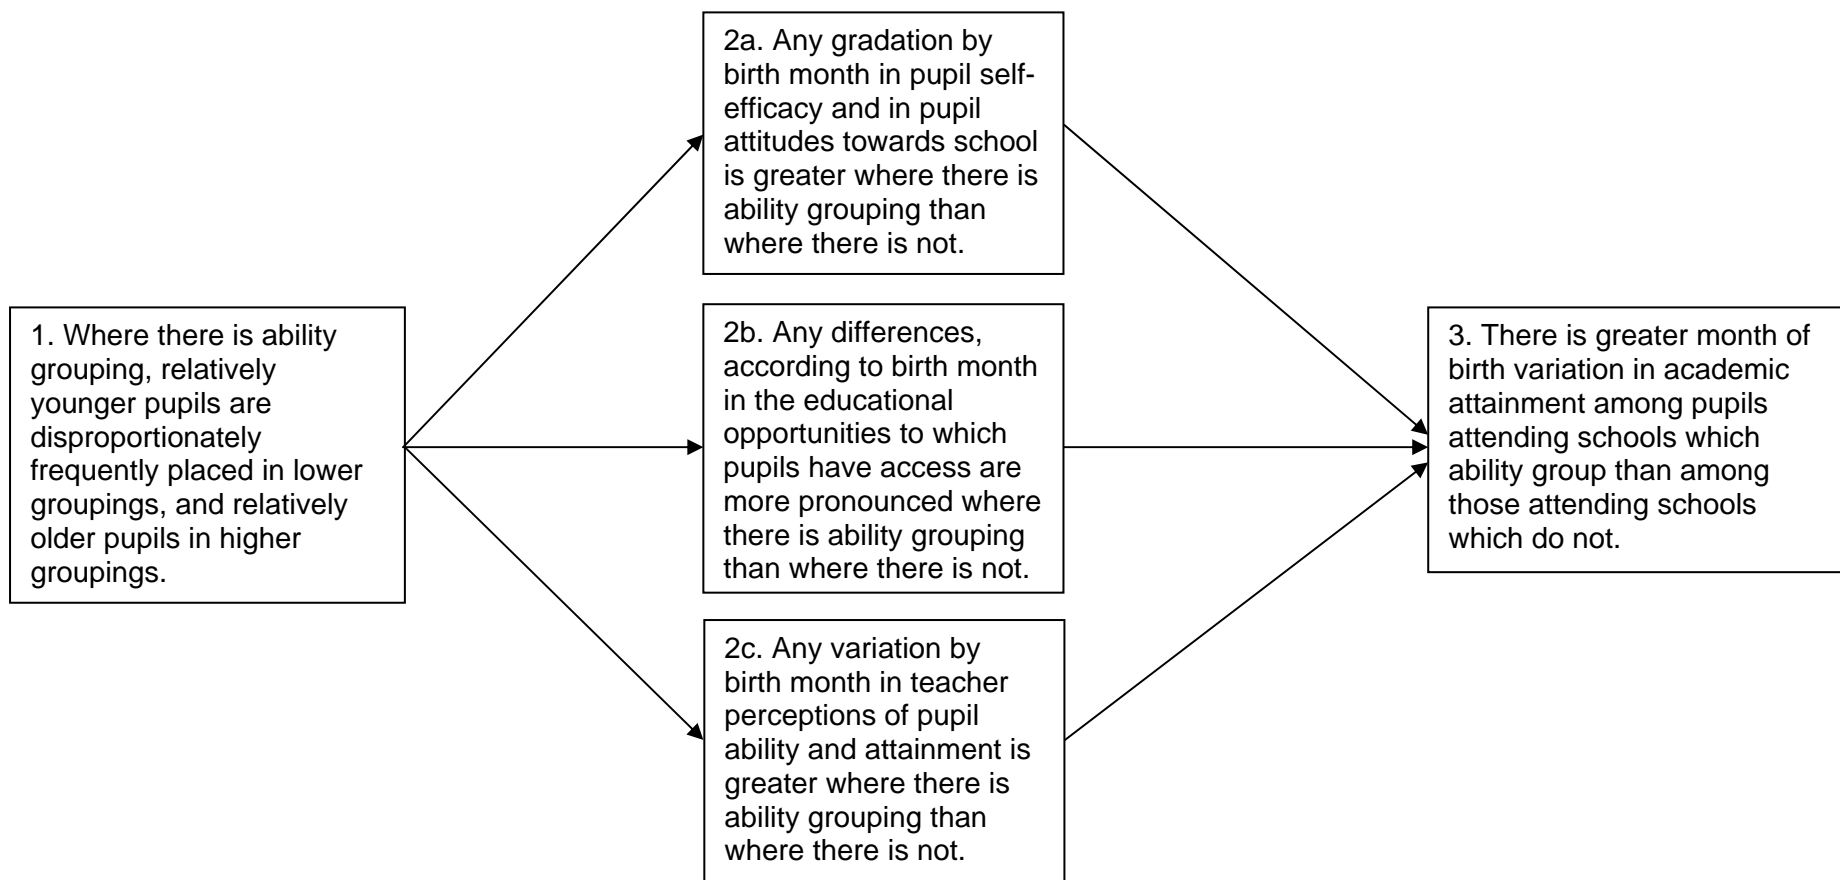 1. Where there is ability
grouping, relatively
younger pupils are
disproportionately
frequently placed in lower
groupings, and relatively
older pupils in higher
groupings.
2a. Any gradation by
birth month in pupil self-
efficacy and in pupil
attitudes towards school
is greater where there is
ability grouping than
where there is not.
2b. Any differences,
according to birth month
in the educational
opportunities to which
pupils have access are
more pronounced where
there is ability grouping
than where there is not.
2c. Any variation by
birth month in teacher
perceptions of pupil
ability and attainment is
greater where there is
ability grouping than
where there is not.
3. There is greater month of
birth variation in academic
attainment among pupils
attending schools which
ability group than among
those attending schools
which do not.